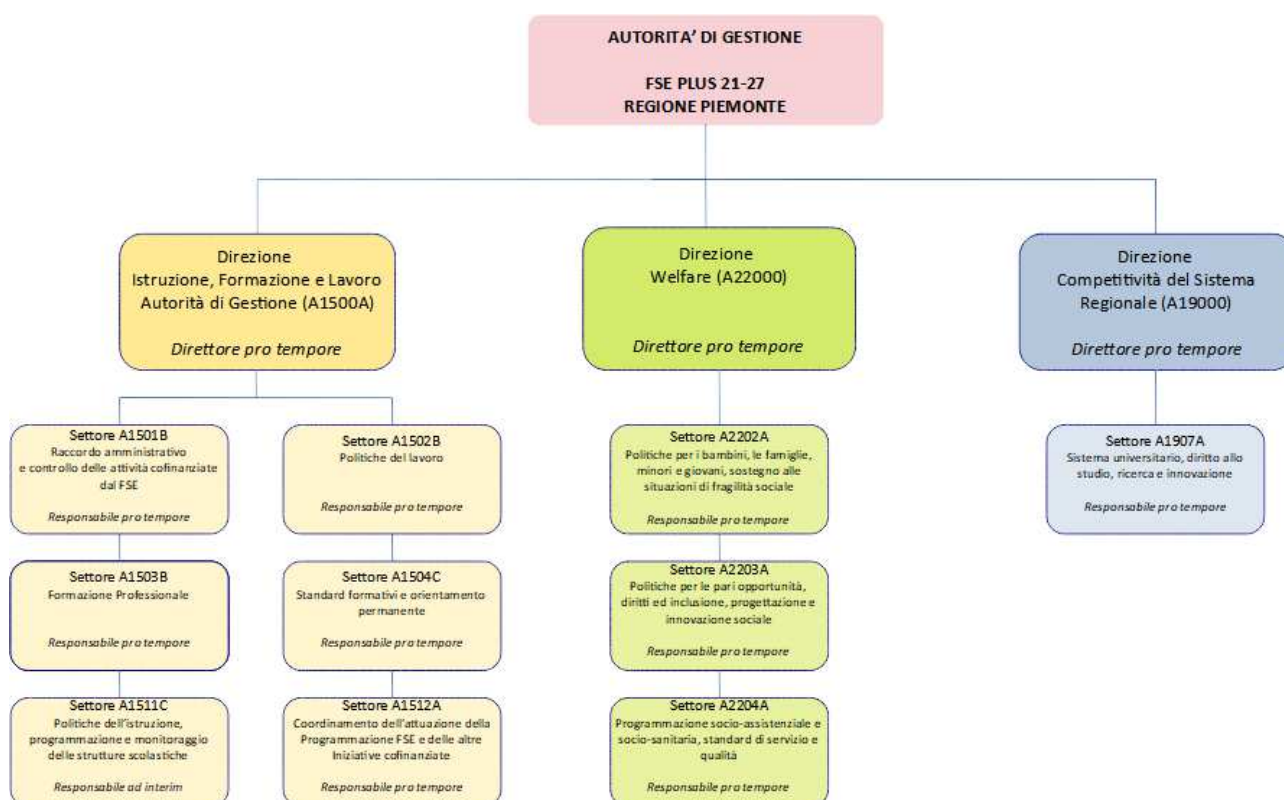 AUTORITA' DI GESTIONE
FSE PLUS 21-27
REGIONE PIEMONTE
Direzione
Istruzione, Formazione e Lavoro
Autorità di Gestione (A1500A)
Direttore pro tempore
Direzione
Welfare (A22000)
Direttore pro tempore
Direzione
Competitività del Sistema
Regionale (A19000)
Direttore pro tempore
Settore A1501B
Raccordo amministrativo
e controllo delle attività cofinanziate
dal FSE
Responsabile pro tempore
Settore A1502B
Politiche del lavoro
Responsabile pro tempore
Settore A2202A
Politiche per i bambini, le famiglie,
minori e giovani, sostegno alle
situazioni di fragilità sociale
Responsabile pro tempore
Settore A1907A
Sistema universitario, diritto allo
studio, ricerca e innovazione
Responsabile pro tempore
Settore A1503B
Formazione Professionale
Responsabile pro tempore
Settore A1504C
Standard formativi e orientamento
permanente
Responsabile pro tempore
Settore A2203A
Politiche per le pari opportunità,
diritti ed inclusione, progettazione e
innovazione sociale
Responsabile pro tempore
Settore A1511C
Politiche dell'istruzione,
programmazione e monitoraggio
delle strutture scolastiche
Responsabile ad interim
Settore A1512A
Coordinamento dell'attuazione della
Programmazione FSE e delle altre
Iniziative cofinanziate
Responsabile pro tempore
Settore A2204A
Programmazione socio-assistenziale e
socio-sanitaria, standard di servizio e
qualità
Responsabile pro tempore